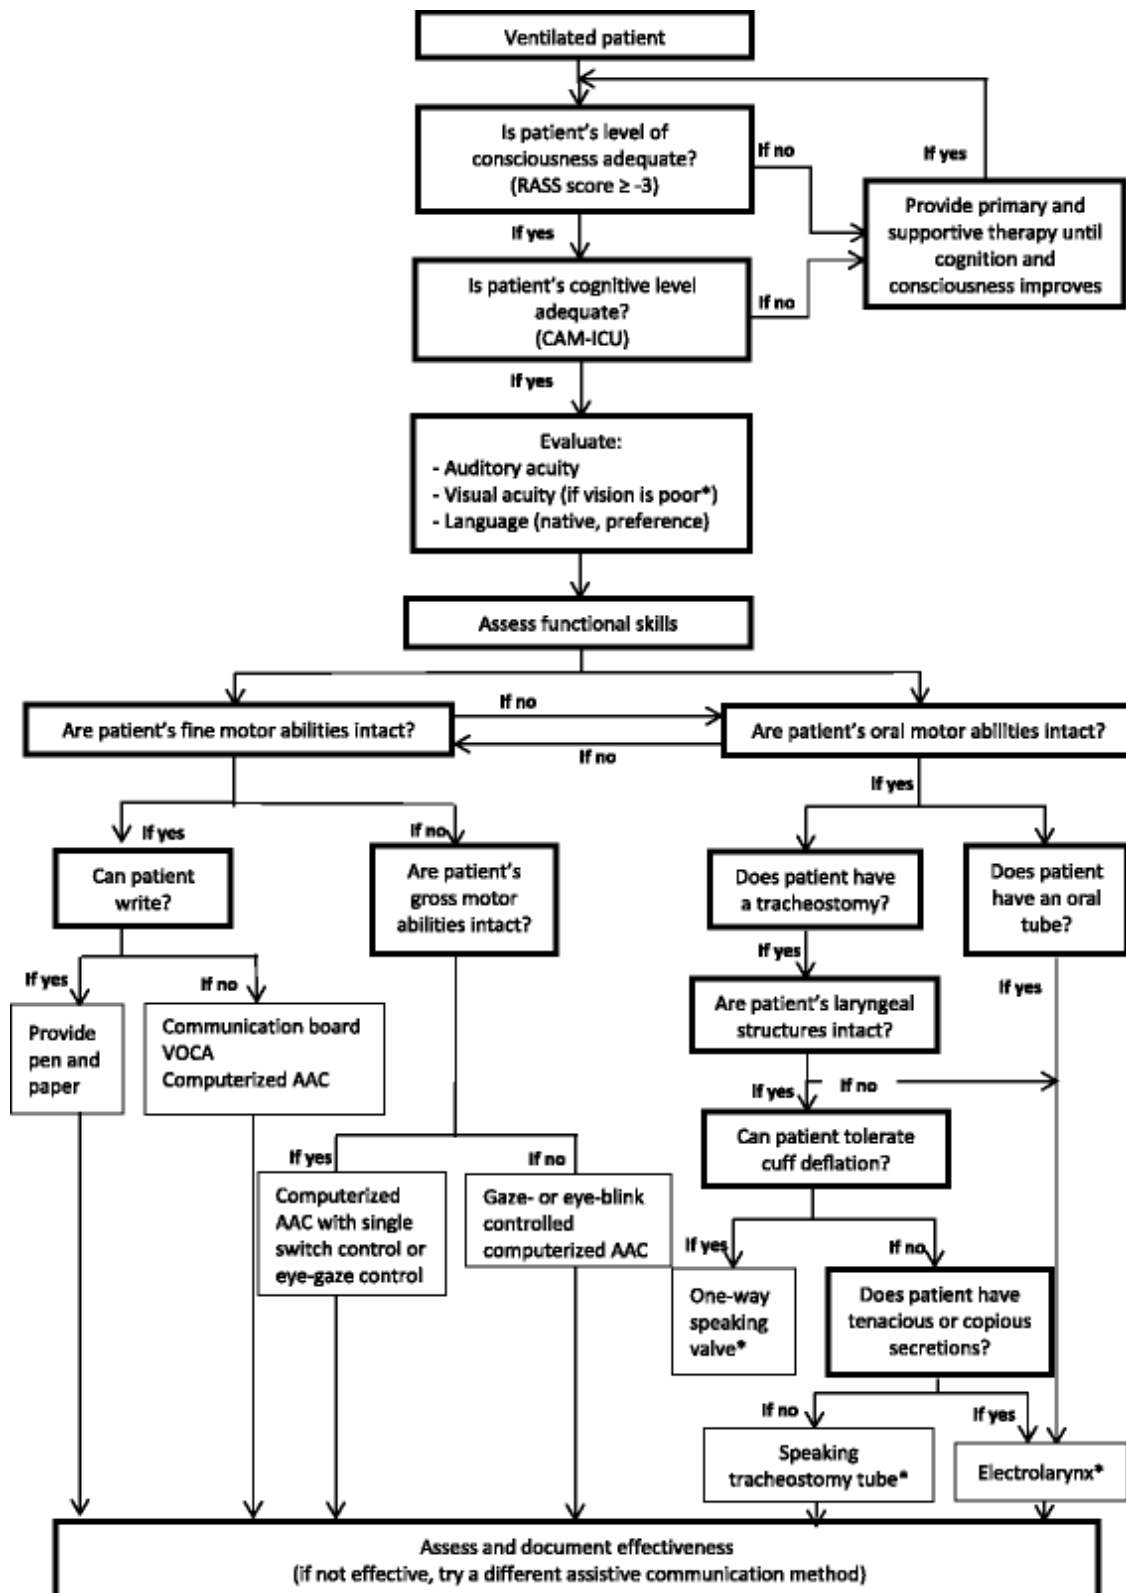 Ventilated patient
Is patient's level of
consciousness adequate?
(RASS score ≥ -3)
If no
If yes
Provide primary and
supportive therapy until
cognition and
consciousness improves
If yes
Is patient's cognitive level
adequate?
(CAM-ICU)
If no
If yes
Evaluate:
- Auditory acuity
- Visual acuity (if vision is poor*)
- Language (native, preference)
Assess functional skills
Are patient's fine motor abilities intact?
If no
If no
Are patient's oral motor abilities intact?
If yes
If no
If yes
Can patient
write?
Are patient's
gross motor
abilities intact?
Does patient have
a tracheostomy?
Does patient
have an oral
tube?
If yes
If no
If yes
If yes
Provide
pen and
paper
Communication board
VOCA
Computerized AAC
Are patient's laryngeal
structures intact?
If yes
If no
Can patient tolerate
cuff deflation?
If yes
If no
Computerized
AAC with single
switch control or
eye-gaze control
Gaze- or eye-blink
controlled
computerized AAC
If yes
If no
One-way
speaking
valve*
Does patient have
tenacious or copious
secretions?
If no
If yes
Speaking
tracheostomy tube*
Electrolarynx*
Assess and document effectiveness
(if not effective, try a different assistive communication method)